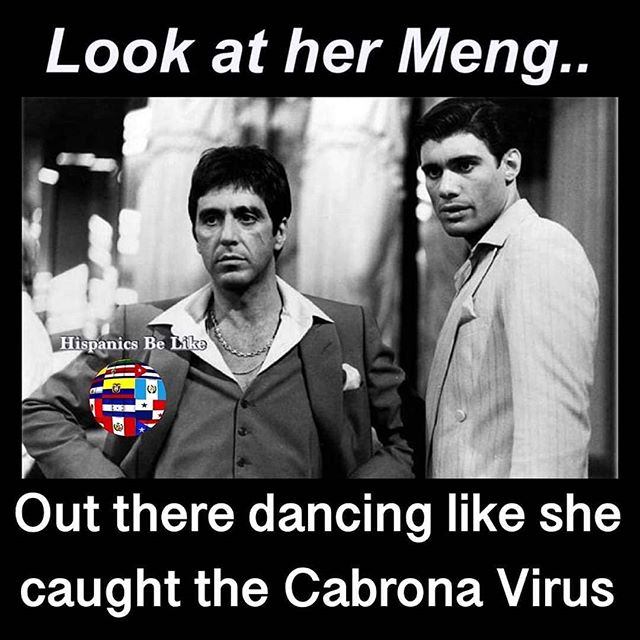 Look at her Meng..
Hispanics Be Like
Out there dancing like she
caught the Cabrona Virus